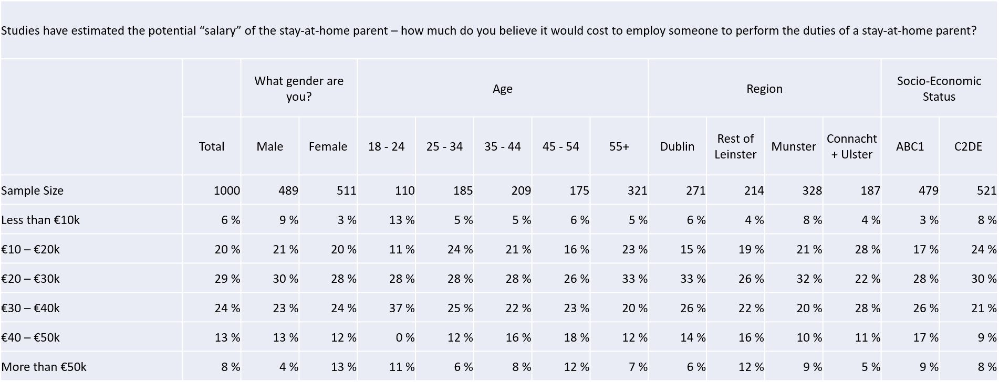 Studies have estimated the potential “salary” of the stay-at-home parent – how much do you believe it would cost to employ someone to perform the duties of a stay-at-home parent?
What gender are
you?
Age
Region
Socio-Economic
Status
Total
Male
Female
18 - 24
25 - 34
35 - 44
45 - 54
55+
Dublin
Rest of
Leinster
Munster
Connacht
+ Ulster
ABC1
C2DE
Sample Size 1000 489 511 110 185 209 175 321 271 214 328 187 479 521
Less than €10k 6 % 9 % 3 % 13 % 5 % 5 % 6 % 5 % 6 % 4 % 8 % 4 % 3 % 8 %
€10 – €20k 20 % 21 % 20 % 11 % 24 % 21 % 16 % 23 % 15 % 19 % 21 % 28 % 17 % 24 %
€20 – €30k 29 % 30 % 28 % 28 % 28 % 28 % 26 % 33 % 33 % 26 % 32 % 22 % 28 % 30 %
€30 – €40k 24 % 23 % 24 % 37 % 25 % 22 % 23 % 20 % 26 % 22 % 20 % 28 % 26 % 21 %
€40 – €50k 13 % 13 % 12 % 0 % 12 % 16 % 18 % 12 % 14 % 16 % 10 % 11 % 17 % 9 %
More than €50k 8 % 4 % 13 % 11 % 6 % 8 % 12 % 7 % 6 % 12 % 9 % 5 % 9 % 8 %